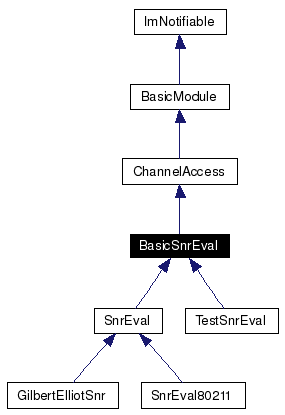 ImNotifiable
BasicModule
ChannelAccess
BasicSnrEval
SnrEval
TestSnrEval
GilbertElliotSnr
SnrEval80211